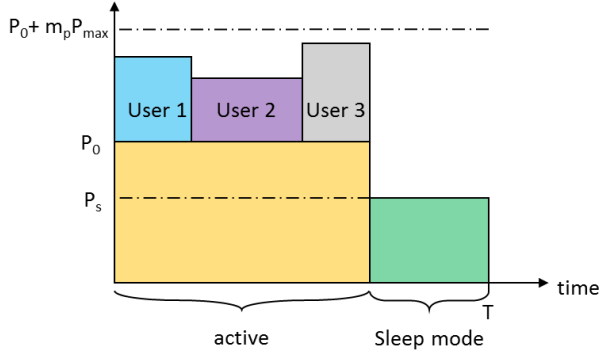 P0+ mpPmax
User 1
User 2
User 3
P0
Ps
time
T
active
Sleep mode